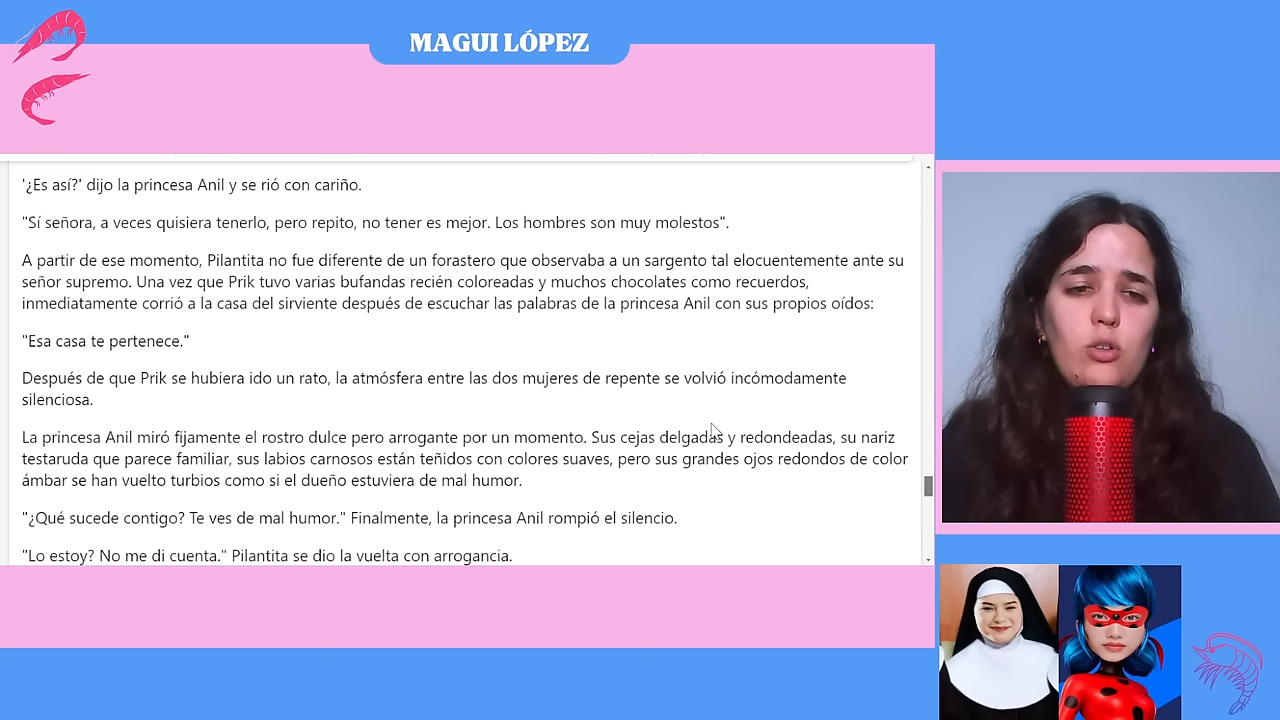 MAGUI LÓPEZ
'¿Es así?' dijo la princesa Anil y se rió con cariño.
"Sí señora, a veces quisiera tenerlo, pero repito, no tener es mejor. Los hombres son muy molestos".
A partir de ese momento, Pilantita no fue diferente de un forastero que observaba a un sargento tal elocuentemente ante su
señor supremo. Una vez que Prik tuvo varias bufandas recién coloreadas y muchos chocolates como recuerdos,
inmediatamente corrió a la casa del sirviente después de escuchar las palabras de la princesa Anil con sus propios oídos:
"Esa casa te pertenece."
Después de que Prik se hubiera ido un rato, la atmósfera entre las dos mujeres de repente se volvió incómodamente
silenciosa.
La princesa Anil miró fijamente el rostro dulce pero arrogante por un momento. Sus cejas delgadas y redondeadas, su nariz
testaruda que parece familiar, sus labios carnosos están teñidos con colores suaves, pero sus grandes ojos redondos de color
ámbar se han vuelto turbios como si el dueño estuviera de mal humor.
"¿Qué sucede contigo? Te ves de mal humor." Finalmente, la princesa Anil rompió el silencio.
"Lo estoy? No me di cuenta." Pilantita se dio la vuelta con arrogancia.